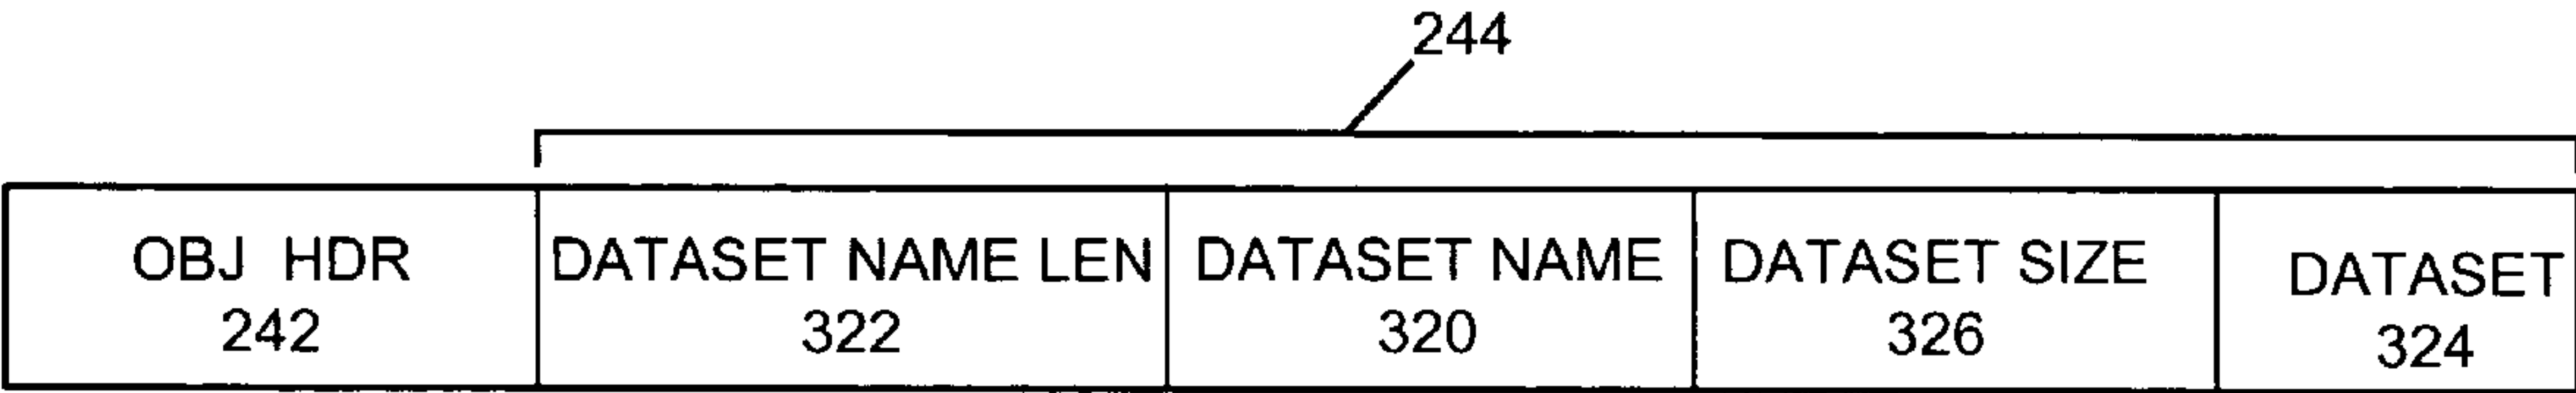 244
OBJ HDR
242
DATASET NAME LEN
322
DATASET NAME
320
DATASET SIZE
326
DATASET
324